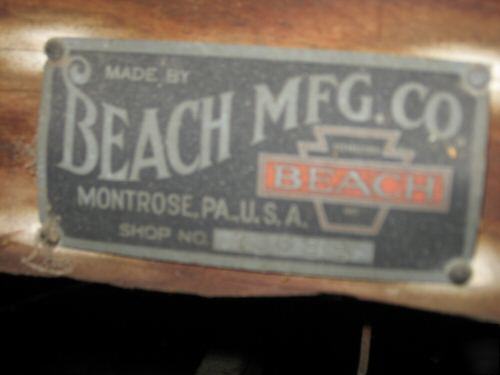 MADE BY
BEACH MFG. CO
BEACH
MONTROSE, PA., U.S.A.
SHOP NO.